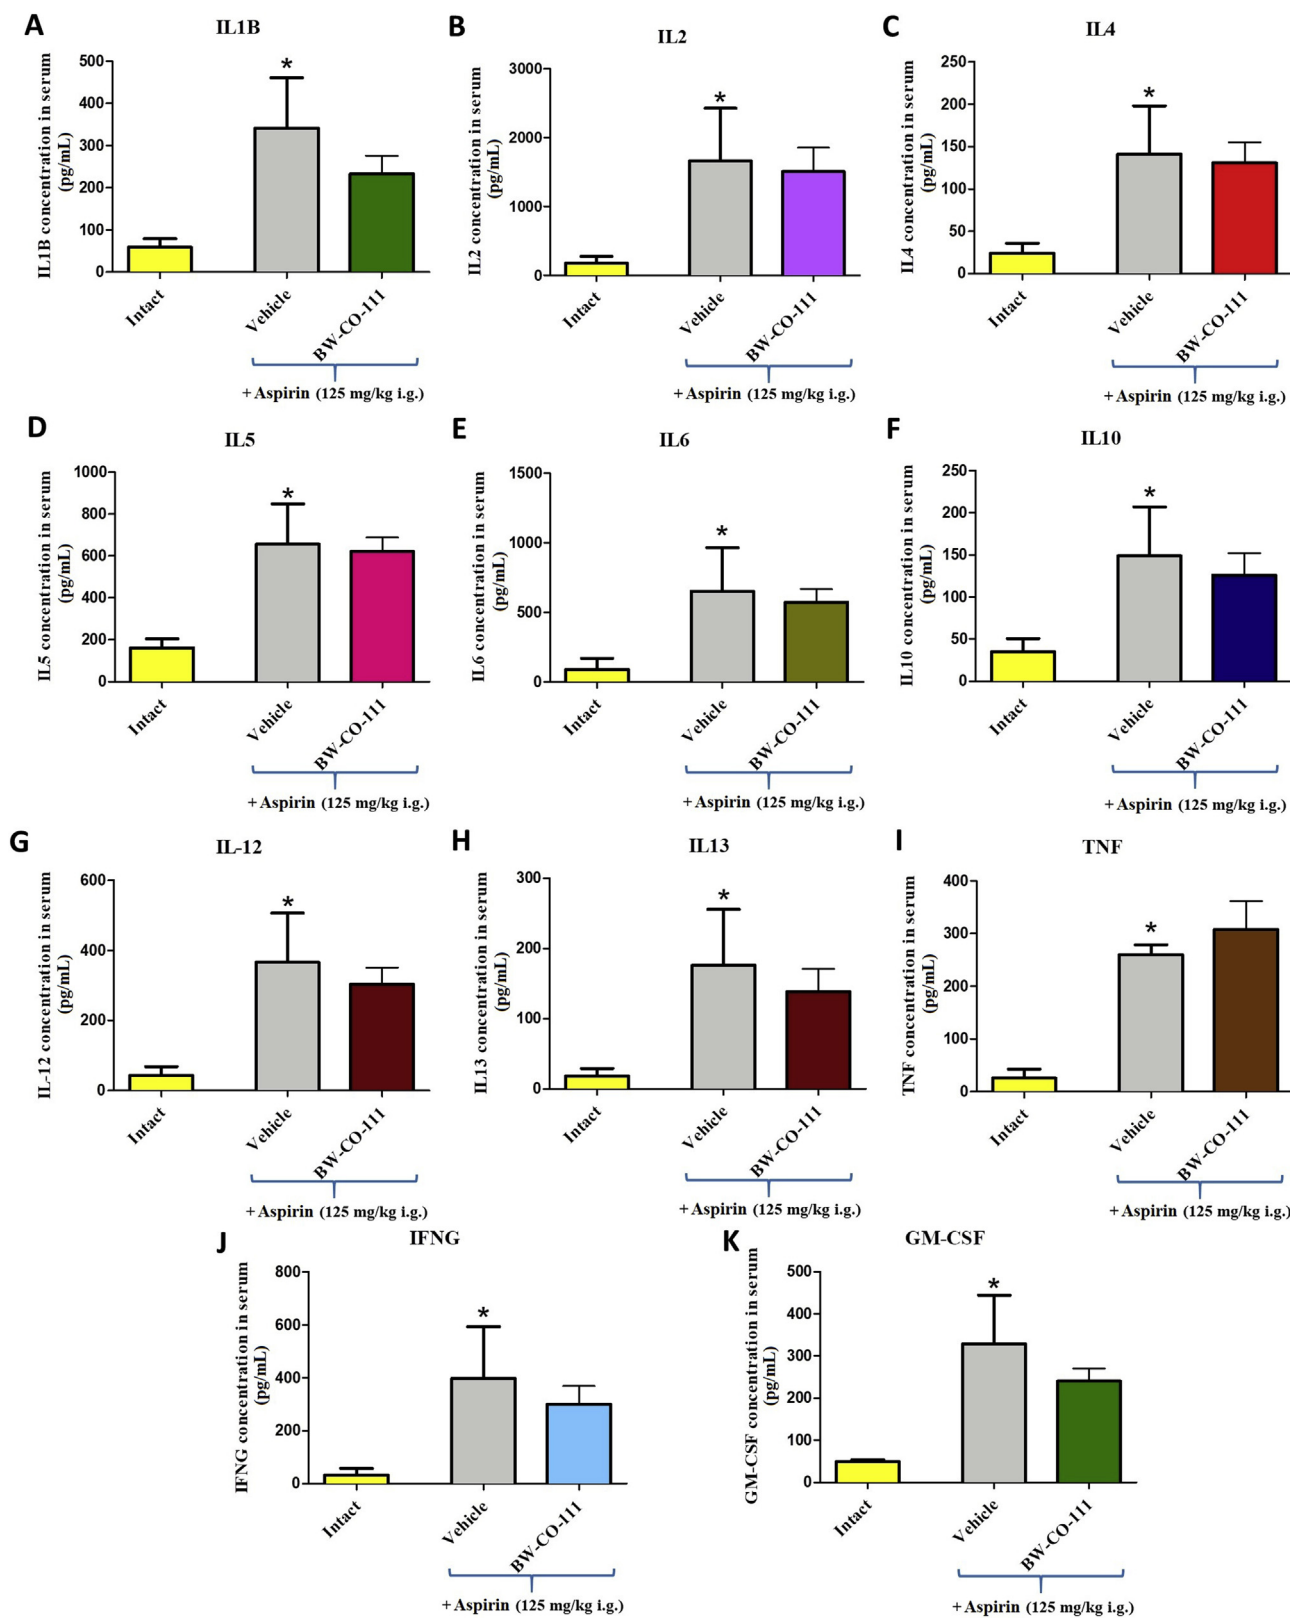 A
IL1B
IL1B concentration in serum
(pg/mL)
500
400
300
200
100
0
*
Intact
Vehicle
BW-CO-111
+ Aspirin (125 mg/kg i.g.)
B
IL2
IL2 concentration in serum
(pg/mL)
3000
2000
1000
0
*
Intact
Vehicle
BW-CO-111
+ Aspirin (125 mg/kg i.g.)
C
IL4
IL4 concentration in serum
(pg/mL)
250
200
150
100
50
0
*
Intact
Vehicle
BW-CO-111
+ Aspirin (125 mg/kg i.g.)
D
IL5
IL5 concentration in serum
(pg/mL)
1000
800
600
400
200
0
*
Intact
Vehicle
BW-CO-111
+ Aspirin (125 mg/kg i.g.)
E
IL6
IL6 concentration in serum
(pg/mL)
1500
1000
500
0
*
Intact
Vehicle
BW-CO-111
+ Aspirin (125 mg/kg i.g.)
F
IL10
IL10 concentration in serum
(pg/mL)
250
200
150
100
50
0
*
Intact
Vehicle
BW-CO-111
+ Aspirin (125 mg/kg i.g.)
G
IL-12
IL-12 concentration in serum
(pg/mL)
600
400
200
0
*
Intact
Vehicle
BW-CO-111
+ Aspirin (125 mg/kg i.g.)
H
IL13
IL13 concentration in serum
(pg/mL)
300
200
100
0
*
Intact
Vehicle
BW-CO-111
+ Aspirin (125 mg/kg i.g.)
I
TNF
TNF concentration in serum
(pg/mL)
400
300
200
100
0
*
Intact
Vehicle
BW-CO-111
+ Aspirin (125 mg/kg i.g.)
J
IFNG
IFNG concentration in serum
(pg/mL)
800
600
400
200
0
*
Intact
Vehicle
BW-CO-111
+ Aspirin (125 mg/kg i.g.)
K
GM-CSF
GM-CSF concentration in serum
(pg/mL)
500
400
300
200
100
0
*
Intact
Vehicle
BW-CO-111
+ Aspirin (125 mg/kg i.g.)